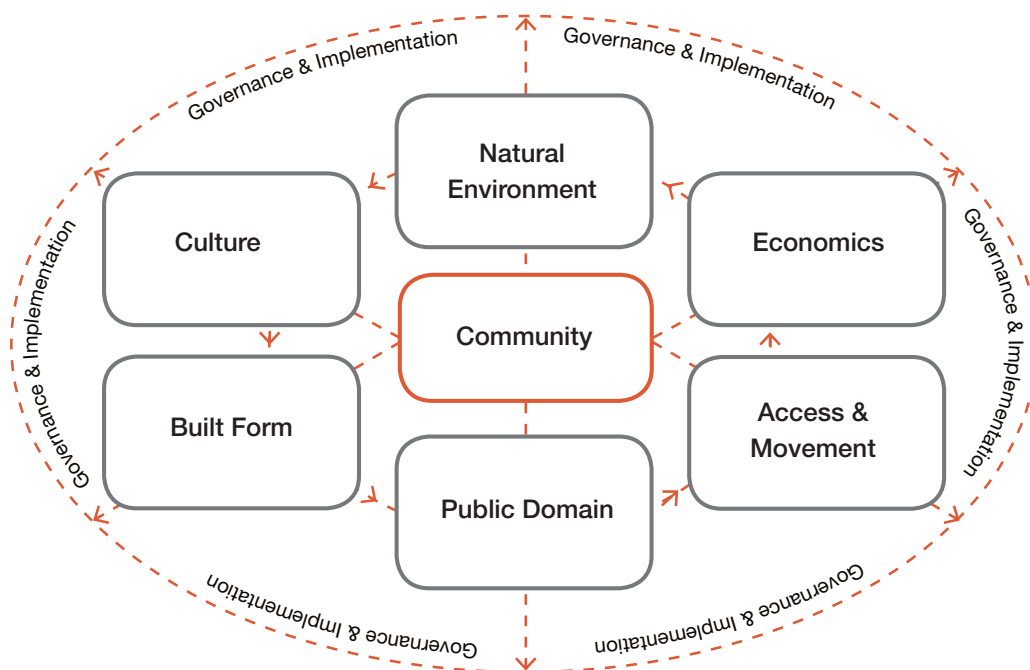 Governance & Implementation
Governance & Implementation
Natural
Environment
Culture
Economics
Governance & Implementation
Governance & Implementation
Community
Built Form
Access &
Movement
Public Domain
Governance & Implementation
Governance & Implementation